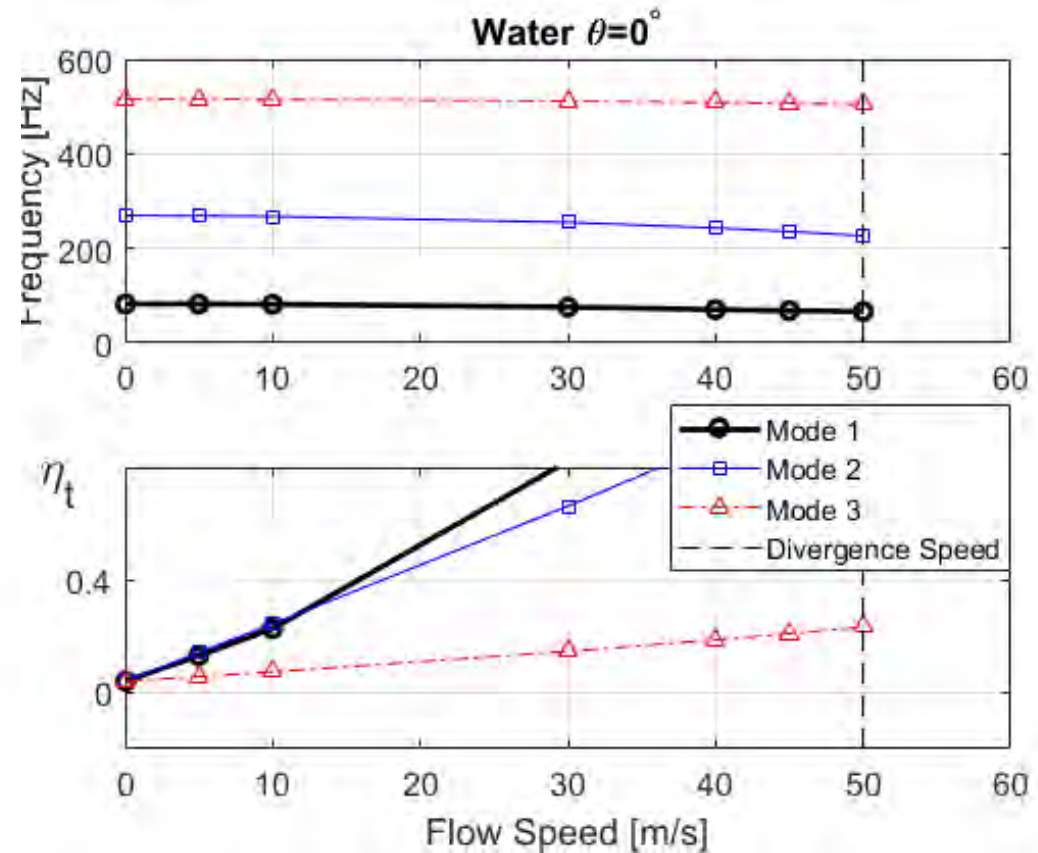 Water θ=0°
Frequency [Hz]
600
400
200
0
0 10 20 30 40 50 60
Mode 1
Mode 2
Mode 3
Divergence Speed
ηt
0.4
0
0 10 20 30 40 50 60
Flow Speed [m/s]